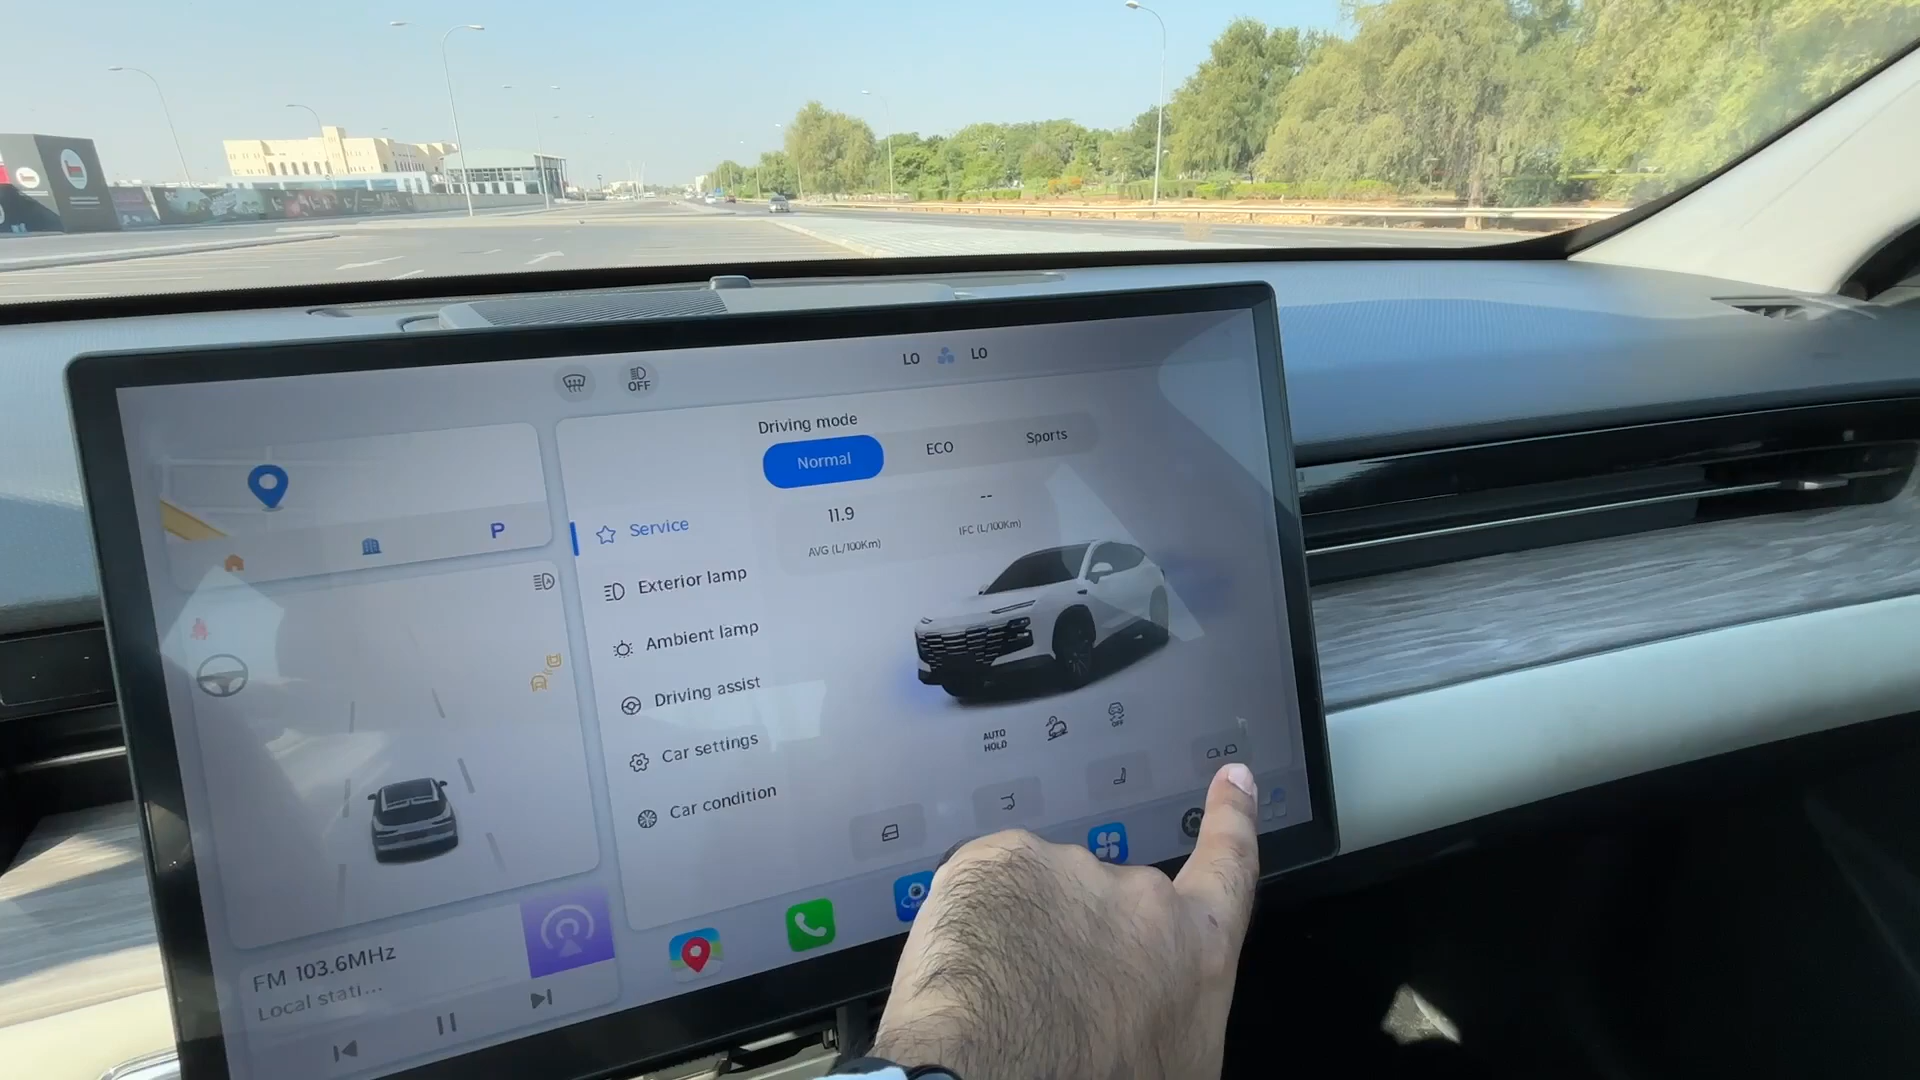 LO LO
OFF
Driving mode
Normal ECO Sports
11.9 --
AVG (L/100Km) IFC (L/100Km)
P
Service
Exterior lamp
Ambient lamp
Driving assist
Car settings
Car condition
AUTO
HOLD
OFF
FM 103.6MHz
Local stati...